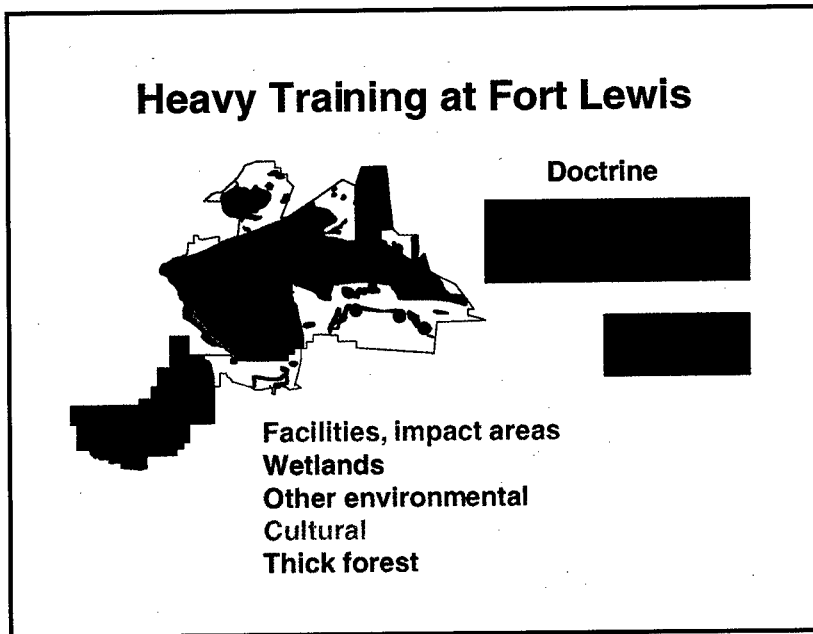 Heavy Training at Fort Lewis
Doctrine
Facilities, impact areas
Wetlands
Other environmental
Cultural
Thick forest